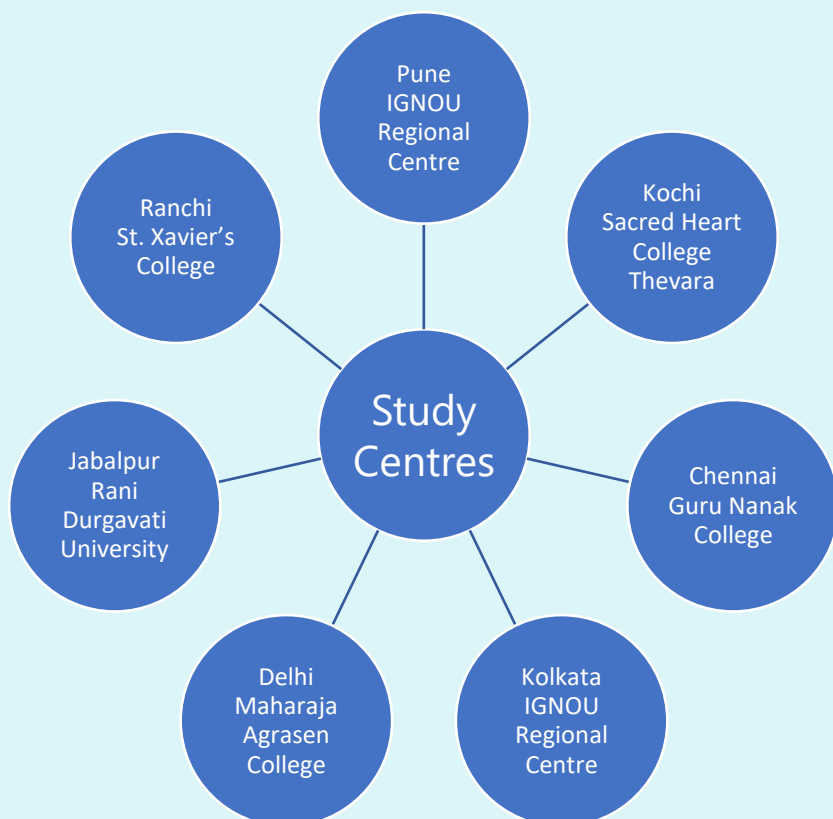 Pune
IGNOU
Regional
Centre
Kochi
Sacred Heart
College
Thevara
Chennai
Guru Nanak
College
Kolkata
IGNOU
Regional
Centre
Delhi
Maharaja
Agrasen
College
Jabalpur
Rani
Durgavati
University
Ranchi
St. Xavier’s
College
Study
Centres